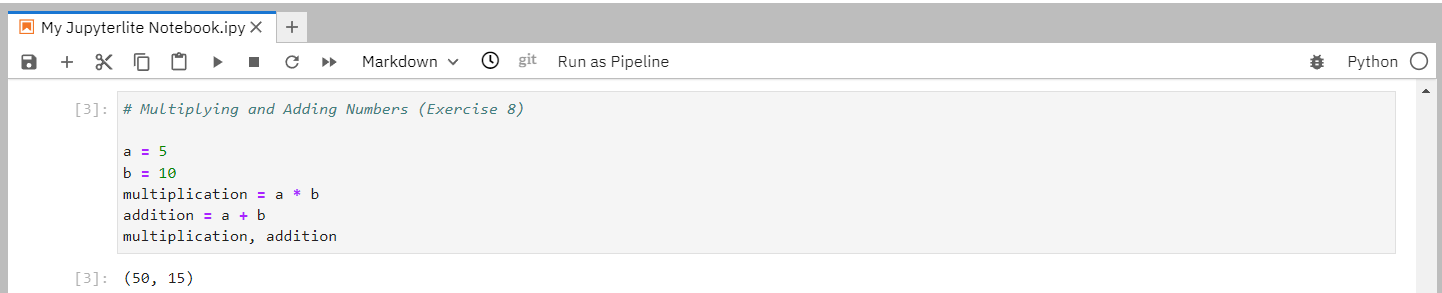 My Jupyterlite Notebook.ipy
Markdown git Run as Pipeline Python
[3]: # Multiplying and Adding Numbers (Exercise 8)
a = 5
b = 10
multiplication = a * b
addition = a + b
multiplication, addition
[3]: (50, 15)